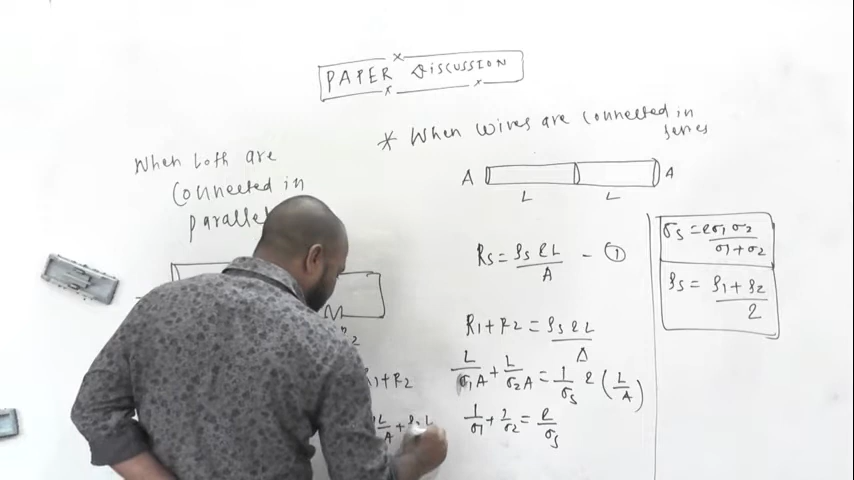 PAPER DISCUSSION
* When wires are connected in
series
When both are
connected in
parallel
A A
L L
Rs = ρs 2L/A - ①
R1 + R2 = ρs 2L/A
L/σ1A + L/σ2A = 1/σs 2 (L/A)
1/σ1 + 1/σ2 = 2/σs
σs = 2σ1σ2/σ1+σ2
ρs = ρ1+ρ2/2
R1+R2